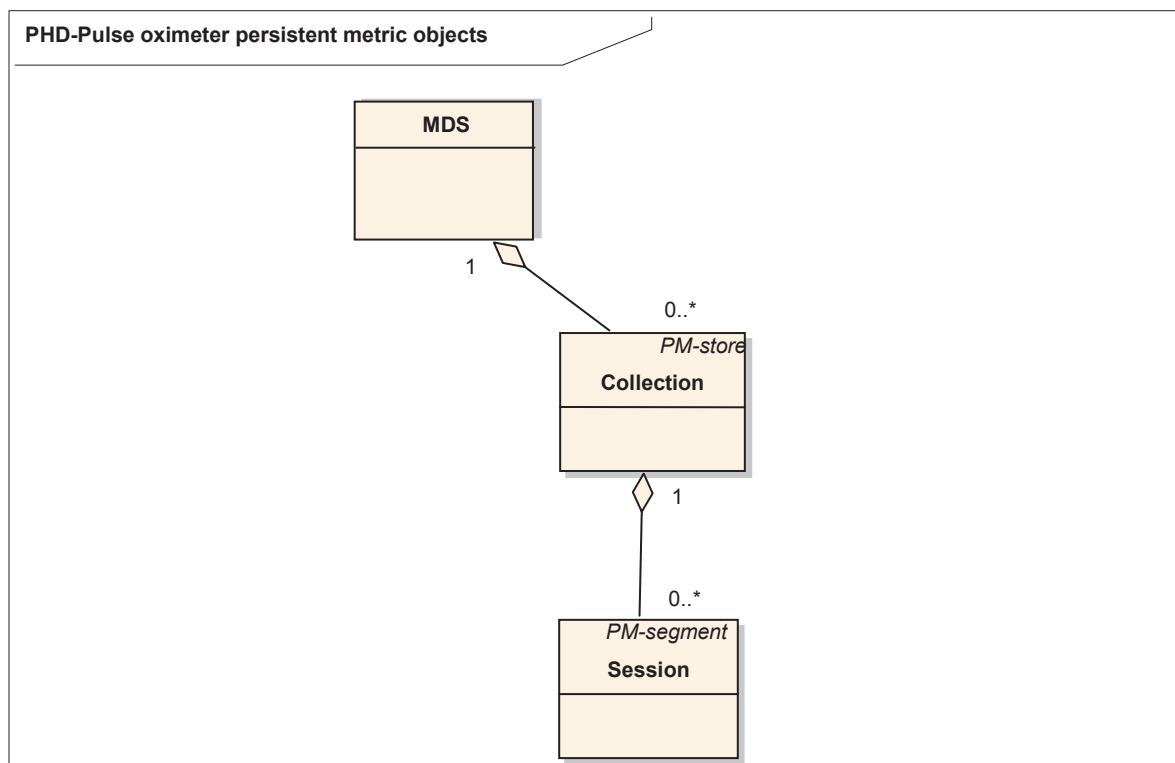 PHD-Pulse oximeter persistent metric objects
MDS
1
0..*
PM-store
Collection
1
0..*
PM-segment
Session